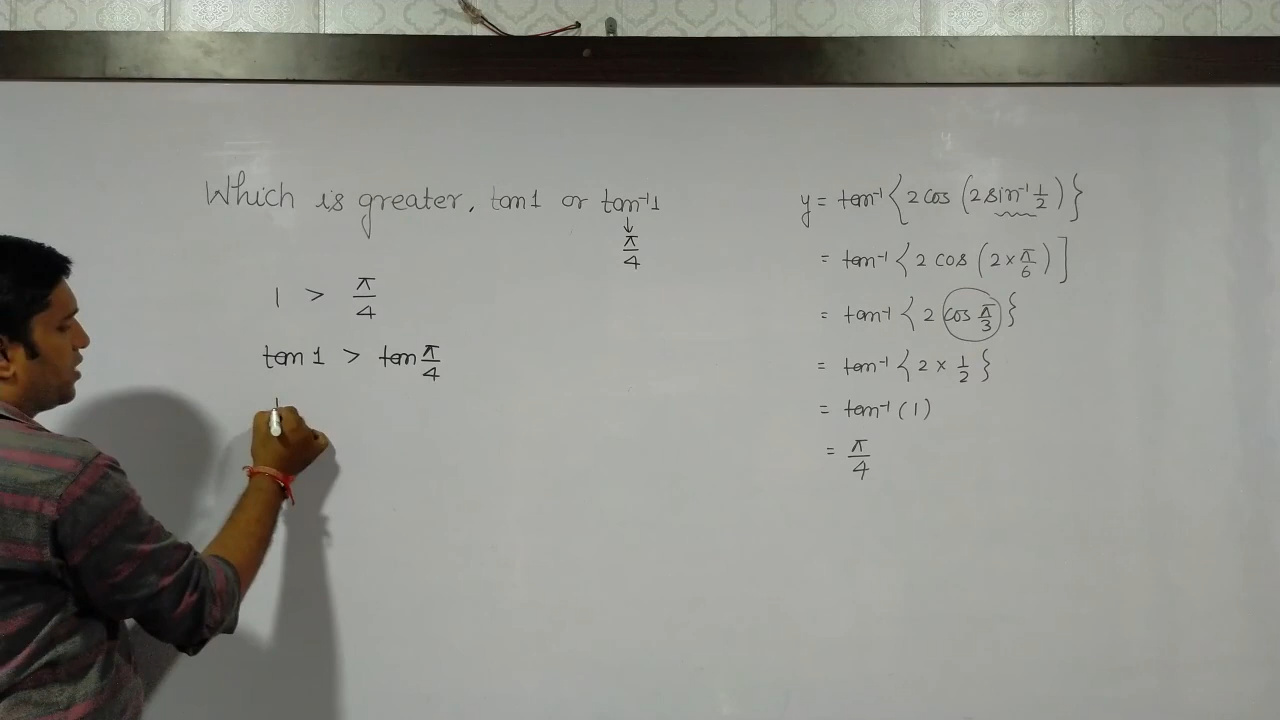 Which is greater, tan1 or tan⁻¹1
↓
π/4
1 > π/4
tan 1 > tan π/4
y = tan⁻¹ { 2 cos (2 sin⁻¹ 1/2) }
= tan⁻¹ { 2 cos (2 × π/6) ]
= tan⁻¹ { 2 cos π/3 }
= tan⁻¹ { 2 × 1/2 }
= tan⁻¹ (1)
= π/4